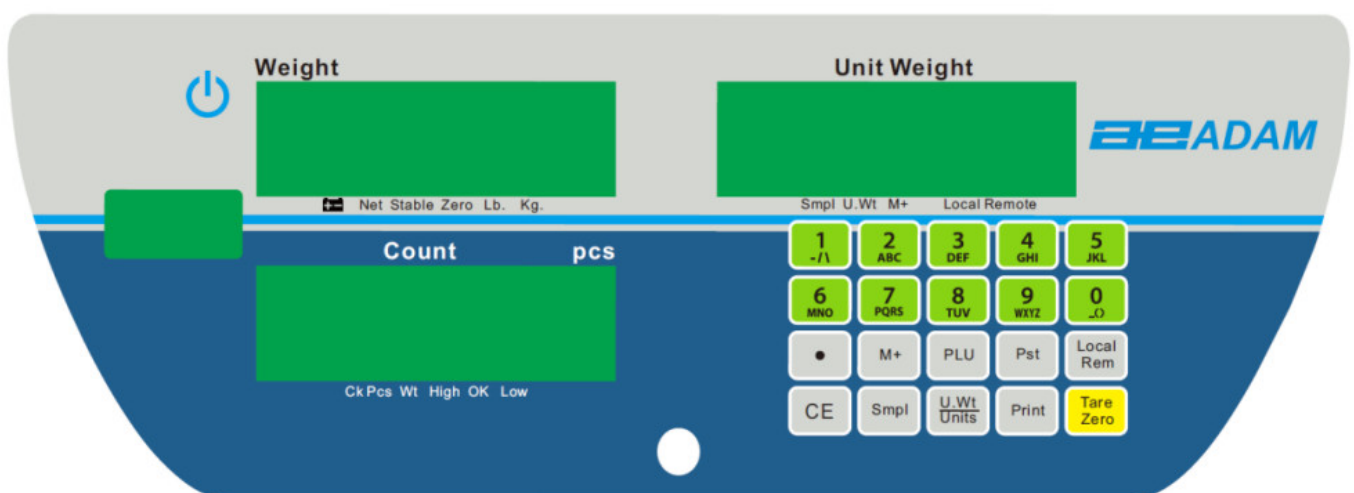 Weight
Unit Weight
ae ADAM
Net Stable Zero Lb. Kg.
Smpl U.Wt M+ Local Remote
Count pcs
1 2 3 4 5
-/\ ABC DEF GHI JKL
6 7 8 9 0
MNO PQRS TUV WXYZ _()
• M+ PLU Pst Local Rem
Ck Pcs Wt High OK Low
CE Smpl U.Wt Units Print Tare Zero